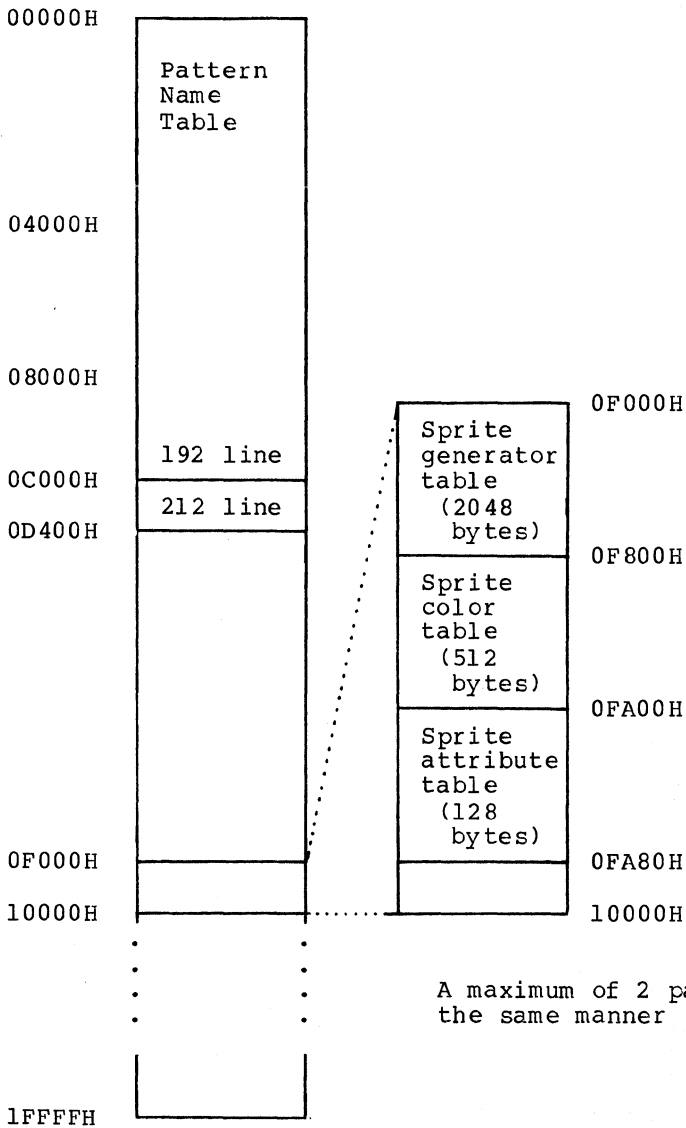 00000H
Pattern
Name
Table
04000H
08000H
192 line
0C000H
212 line
0D400H
0F000H
10000H
1FFFFH
0F000H
Sprite
generator
table
(2048
bytes)
0F800H
Sprite
color
table
(512
bytes)
0FA00H
Sprite
attribute
table
(128
bytes)
0FA80H
10000H
A maximum of 2
the same manner